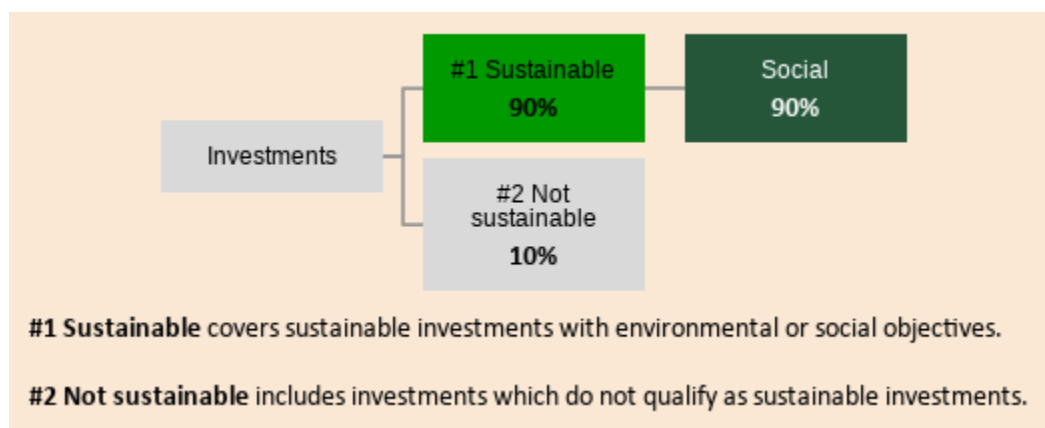 #1 Sustainable
90%
Social
90%
Investments
#2 Not
sustainable
10%
#1 Sustainable covers sustainable investments with environmental or social objectives.
#2 Not sustainable includes investments which do not qualify as sustainable investments.